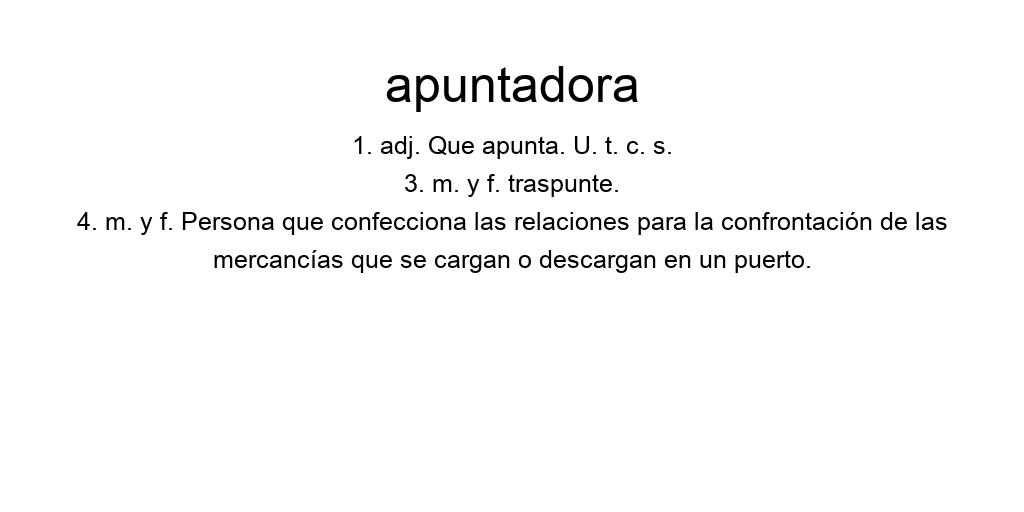 apuntadora
1. adj. Que apunta. U. t. c. s.
3. m. y f. traspunte.
4. m. y f. Persona que confecciona las relaciones para la confrontación de las
mercancías que se cargan o descargan en un puerto.